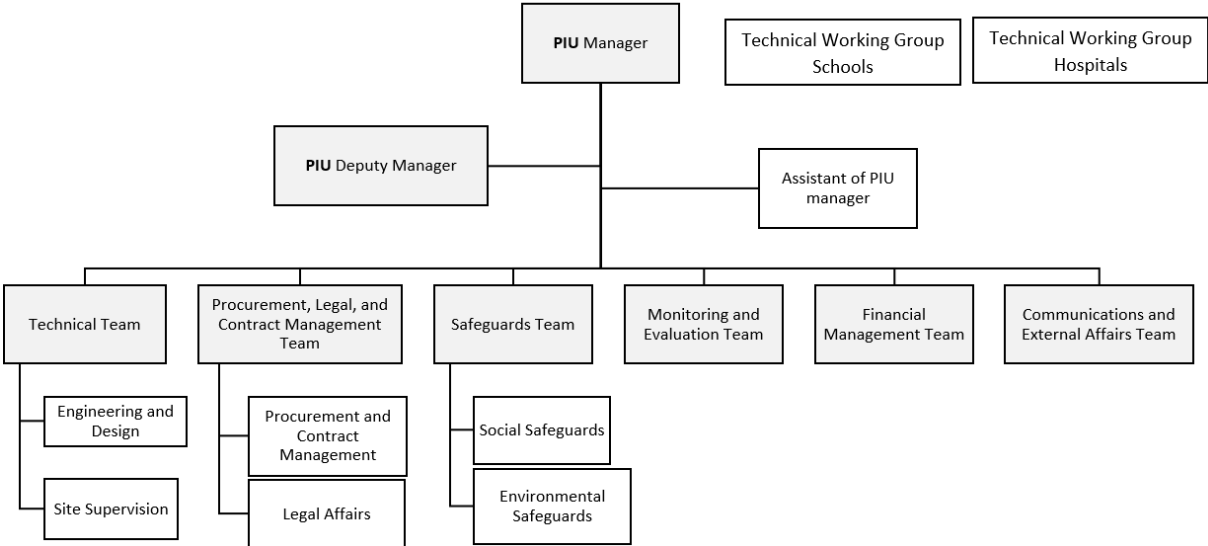 PIU Manager
Technical Working Group
Schools
Technical Working Group
Hospitals
PIU Deputy Manager
Assistant of PIU
manager
Technical Team
Procurement, Legal, and
Contract Management
Team
Safeguards Team
Monitoring and
Evaluation Team
Financial
Management Team
Communications and
External Affairs Team
Engineering and
Design
Procurement and
Contract
Management
Social Safeguards
Site Supervision
Legal Affairs
Environmental
Safeguards